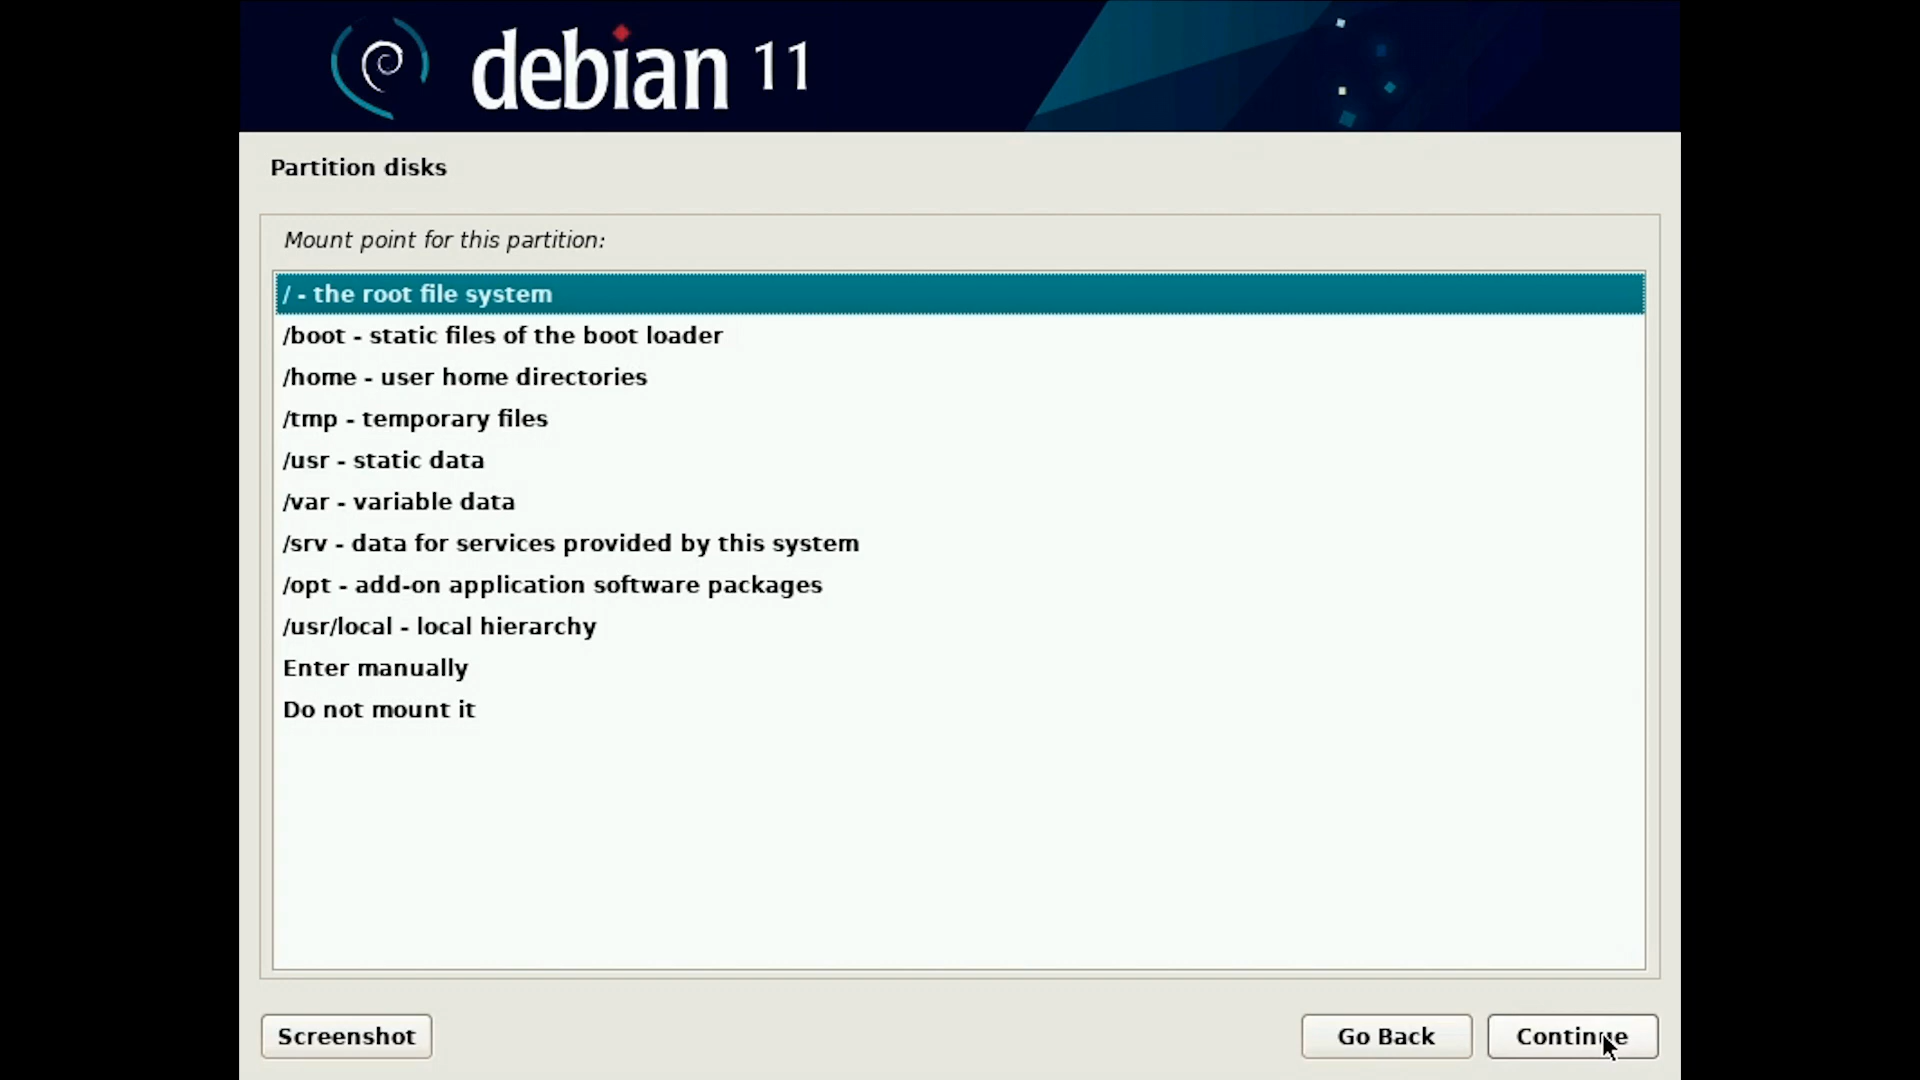 debian 11
Partition disks
Mount point for this partition:
/ - the root file system
/boot - static files of the boot loader
/home - user home directories
/tmp - temporary files
/usr - static data
/var - variable data
/srv - data for services provided by this system
/opt - add-on application software packages
/usr/local - local hierarchy
Enter manually
Do not mount it
Screenshot
Go Back
Continue